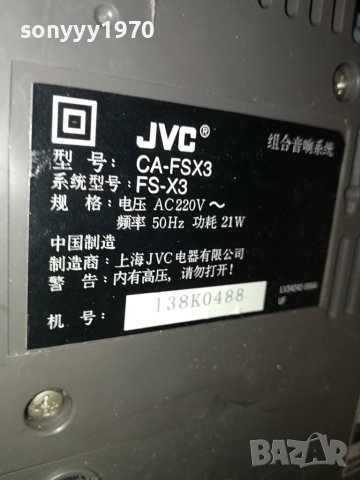 sonyyy1970
JVC®
组合音响系统
型 号: CA-FSX3
系统型号: FS-X3
规 格: 电压 AC220V ～
频率 50Hz 功耗 21W
中国制造
制造商: 上海JVC电器有限公司
警 告: 内有高压, 请勿打开!
机 号: 138K0488
UF
BAZAR